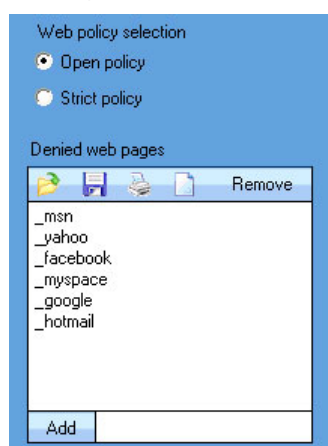 Web policy selection
Open policy
Strict policy
Denied web pages
Remove
_msn
_yahoo
_facebook
_myspace
_google
_hotmail
Add